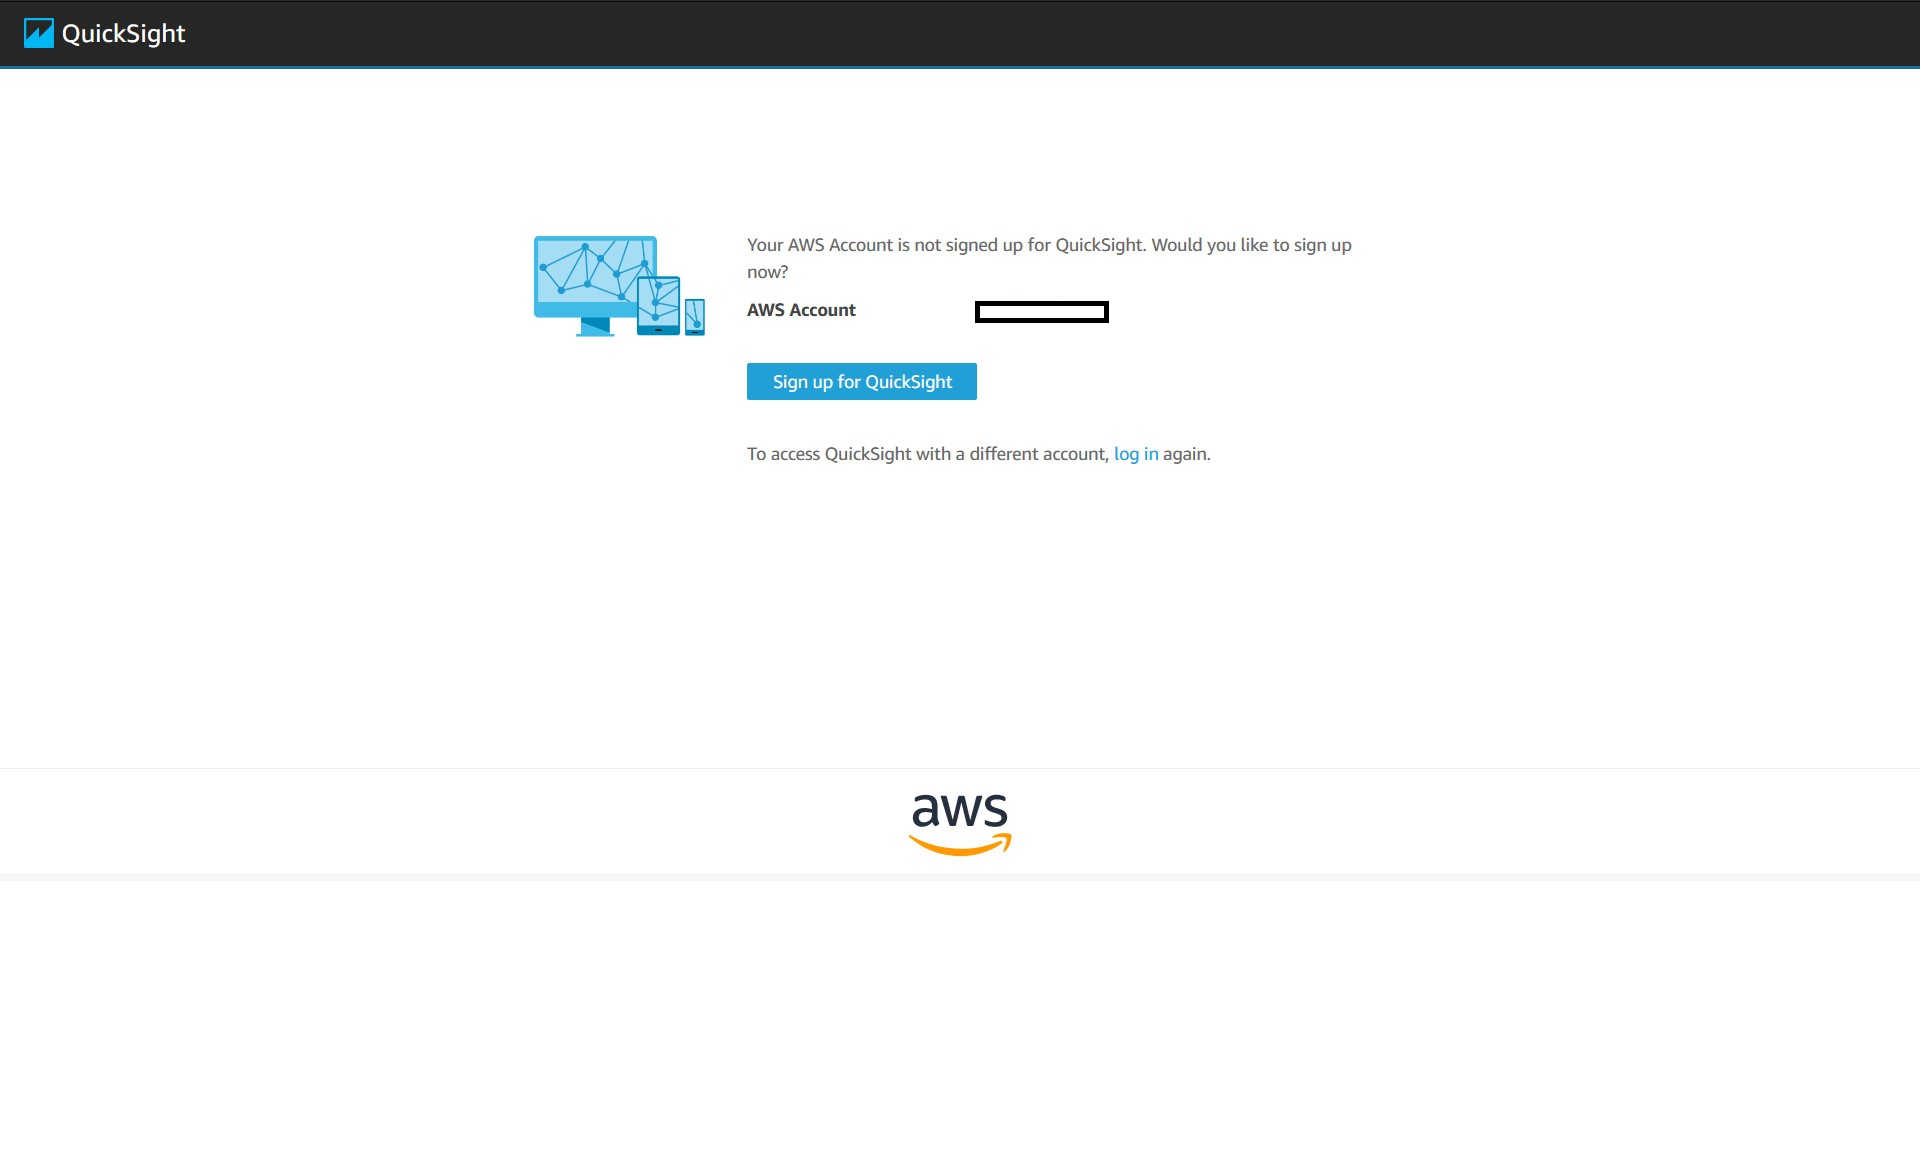 QuickSight
Your AWS Account is not signed up for QuickSight. Would you like to sign up
now?
AWS Account
Sign up for QuickSight
To access QuickSight with a different account, log in again.
aws